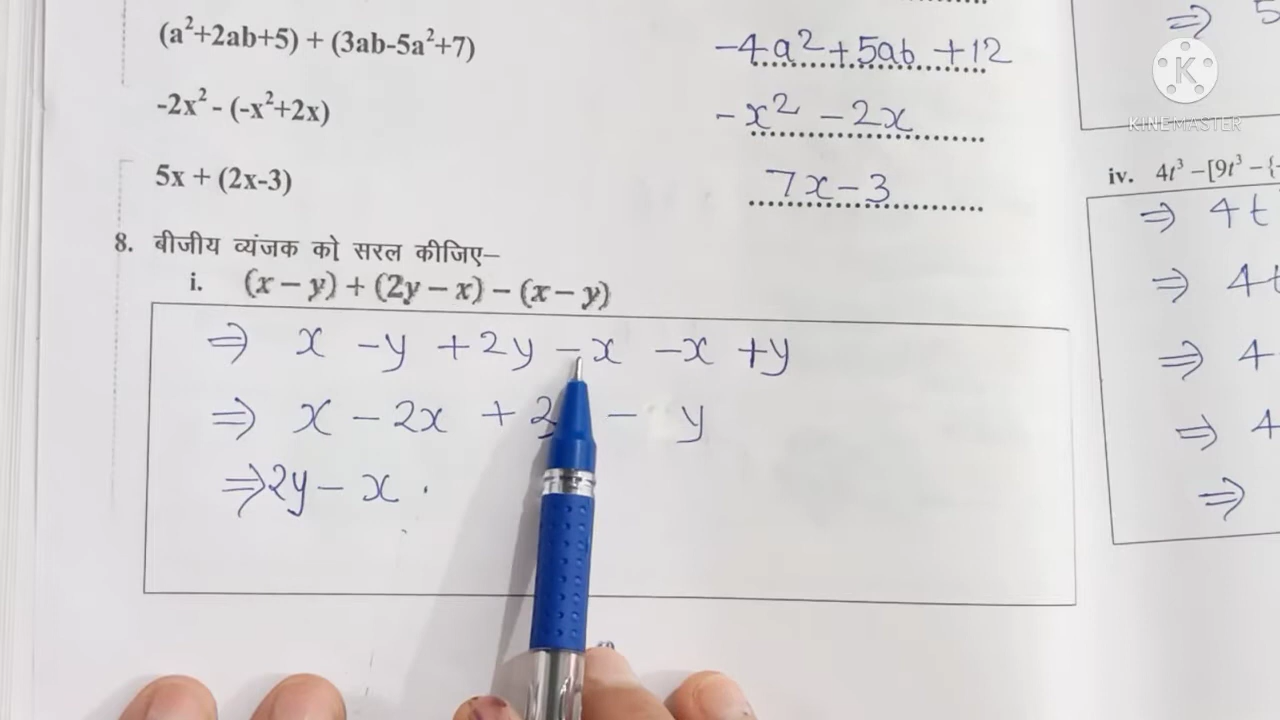 (a²+2ab+5) + (3ab-5a²+7) -4a² +5ab +12
-2x² - (-x²+2x) -x² -2x
5x + (2x-3) 7x-3
8. बीजीय व्यंजक को सरल कीजिए–
i. (x – y) + (2y – x) – (x – y)
⇒ x -y +2y -x -x +y
⇒ x - 2x + - y
⇒2y - x .
⇒ 5
K
KINEMASTER
iv. 4t³ –[9t³ –{
⇒ 4t
⇒ 4t
⇒ 4
⇒ 4
⇒